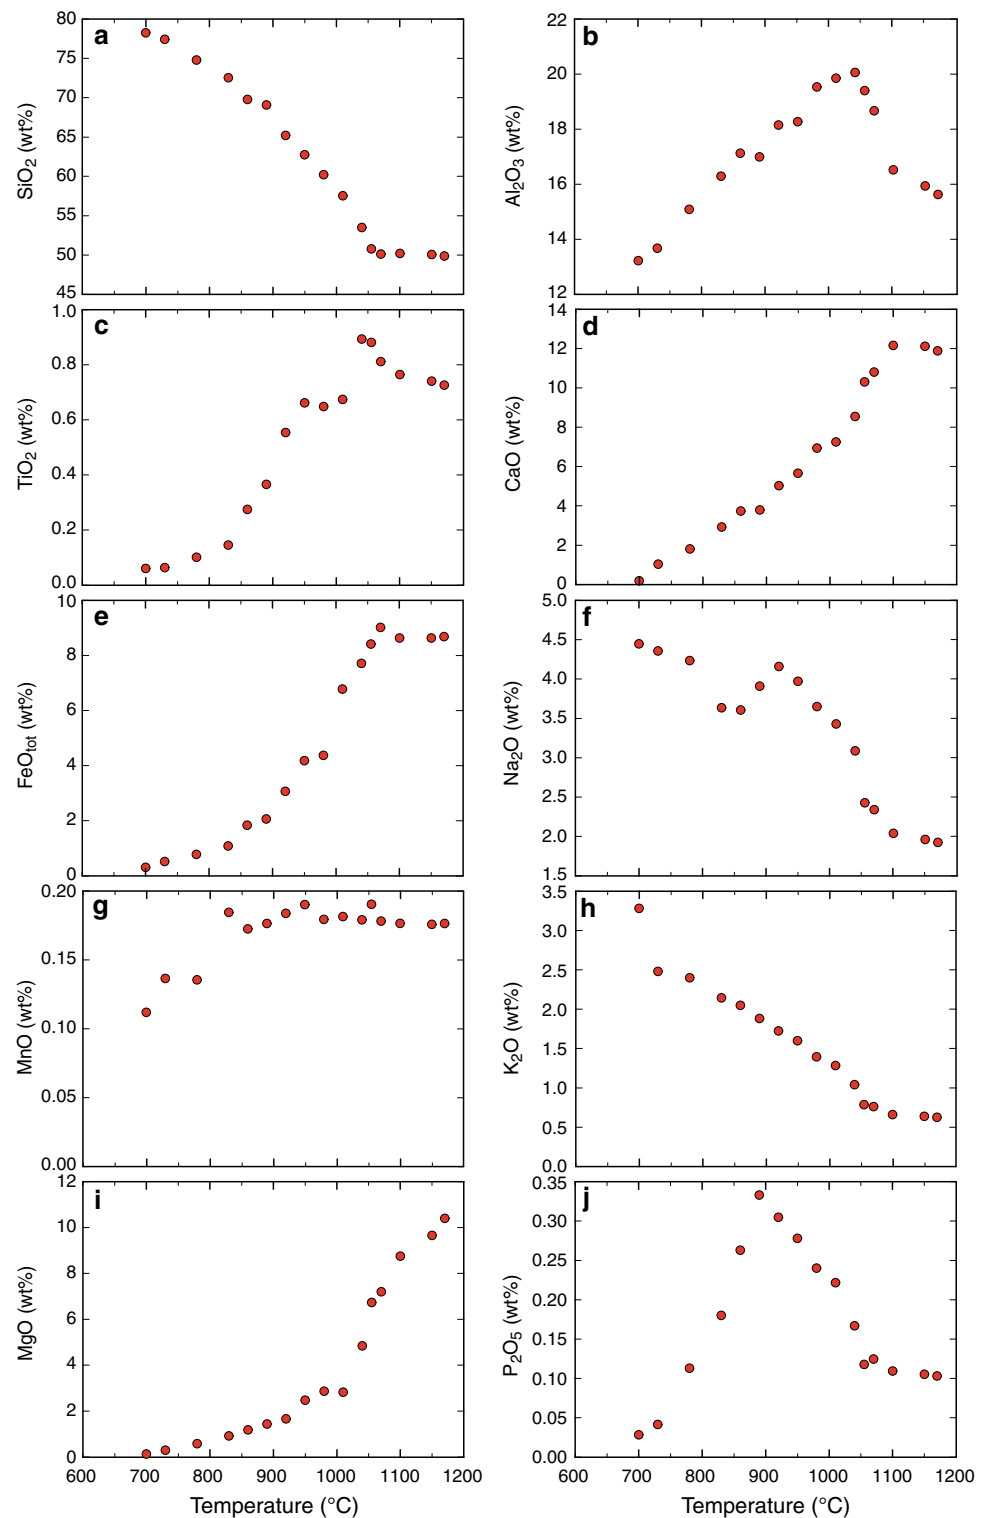 a
80
75
70
65
60
55
50
45
SiO2 (wt%)
b
22
20
18
16
14
12
Al2O3 (wt%)
c
1.0
0.8
0.6
0.4
0.2
0.0
TiO2 (wt%)
d
14
12
10
8
6
4
2
0
CaO (wt%)
e
10
8
6
4
2
0
FeOtot (wt%)
f
5.0
4.5
4.0
3.5
3.0
2.5
2.0
1.5
Na2O (wt%)
g
0.20
0.15
0.10
0.05
0.00
MnO (wt%)
h
3.5
3.0
2.5
2.0
1.5
1.0
0.5
0.0
K2O (wt%)
i
12
10
8
6
4
2
0
MgO (wt%)
600 700 800 900 1000 1100 1200
Temperature (°C)
j
0.35
0.30
0.25
0.20
0.15
0.10
0.05
0.00
P2O5 (wt%)
600 700 800 900 1000 1100 1200
Temperature (°C)